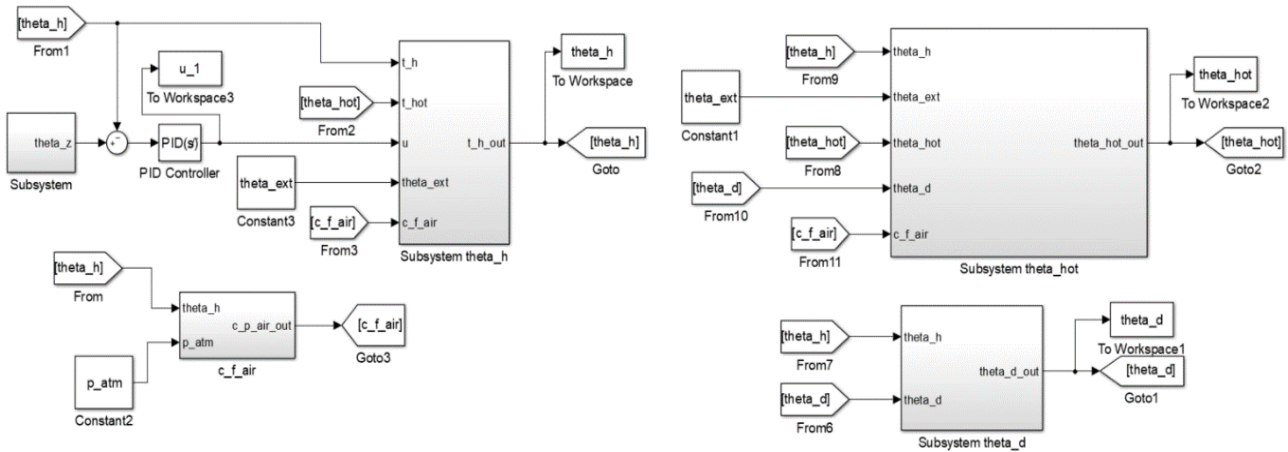 [theta_h]
From1
u_1
To Workspace3
theta_z
Subsystem
+
−
PID(s)
PID Controller
[theta_hot]
From2
theta_ext
Constant3
[c_f_air]
From3
t_h
t_hot
u
theta_ext
c_f_air
t_h_out
Subsystem theta_h
theta_h
To Workspace
[theta_h]
Goto
[theta_h]
From
p_atm
Constant2
theta_h
p_atm
c_p_air_out
c_f_air
[c_f_air]
Goto3
[theta_h]
From9
theta_ext
Constant1
[theta_hot]
From8
[theta_d]
From10
[c_f_air]
From11
theta_h
theta_ext
theta_hot
theta_d
c_f_air
theta_hot_out
Subsystem theta_hot
theta_hot
To Workspace2
[theta_hot]
Goto2
[theta_h]
From7
[theta_d]
From6
theta_h
theta_d
theta_d_out
Subsystem theta_d
theta_d
To Workspace1
[theta_d]
Goto1